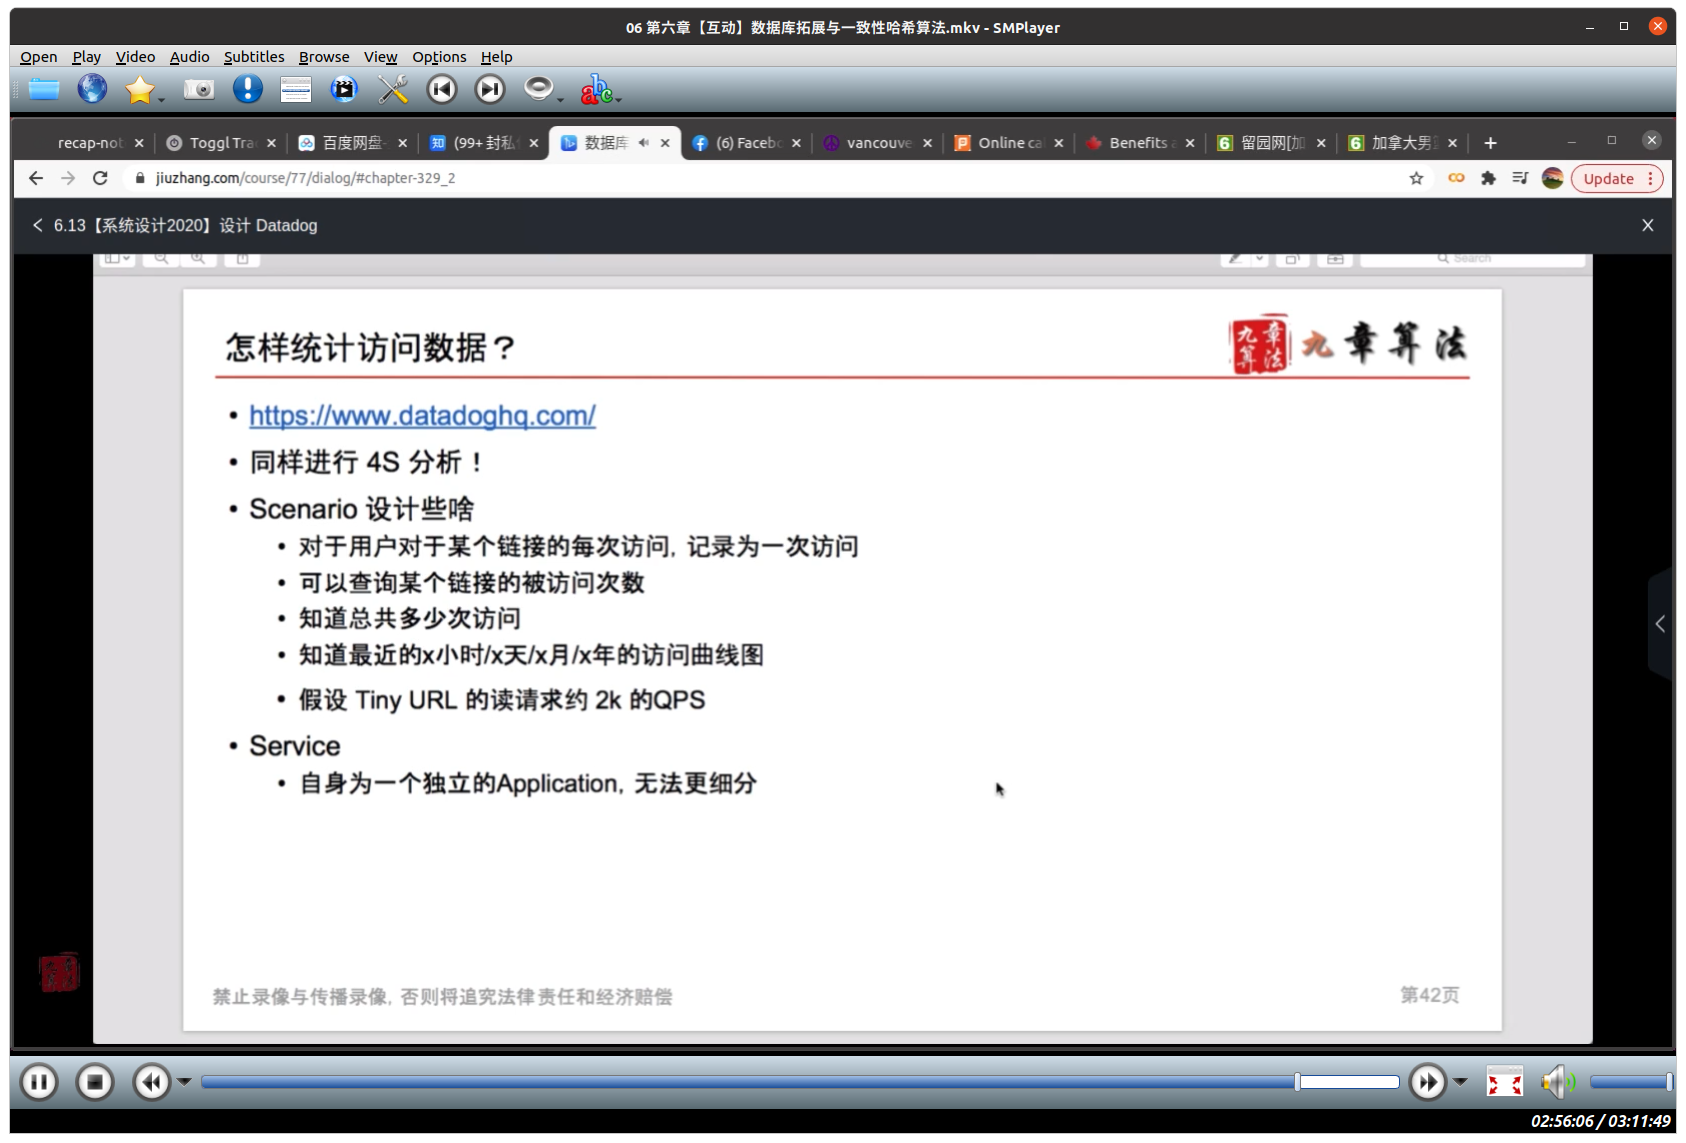 06 第六章【互动】数据库拓展与一致性哈希算法.mkv - SMPlayer
Open Play Video Audio Subtitles Browse View Options Help
recap-not Toggl Tra 百度网盘- (99+ 封私 数据库 (6) Facebo vancouve Online ca Benefits a 留园网[加 加拿大男
jiuzhang.com/course/77/dialog/#chapter-329_2
Update
6.13【系统设计2020】设计 Datadog
Search
怎样统计访问数据？
九章算法
九章算法
• https://www.datadoghq.com/
• 同样进行 4S 分析！
• Scenario 设计些啥
• 对于用户对于某个链接的每次访问, 记录为一次访问
• 可以查询某个链接的被访问次数
• 知道总共多少次访问
• 知道最近的x小时/x天/x月/x年的访问曲线图
• 假设 Tiny URL 的读请求约 2k 的QPS
• Service
• 自身为一个独立的Application, 无法更细分
禁止录像与传播录像, 否则将追究法律责任和经济赔偿
第42页
02:56:06 / 03:11:49